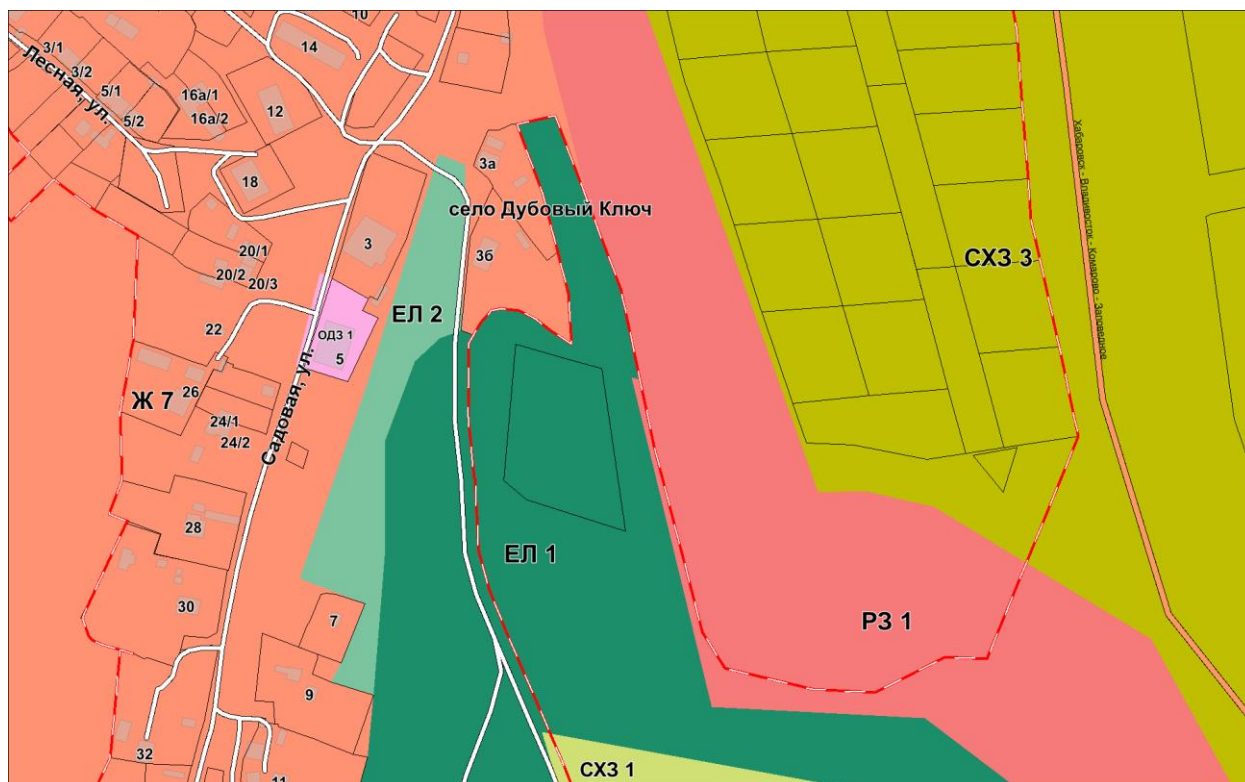 10
14
3/1
3/2
Лесная, ул.
5/1
5/2
16а/1
16а/2
12
18
3а
село Дубовый Ключ
3
3б
20/1
20/2
20/3
СХЗ 3
Хабаровск - Владивосток - Комарово - Заповедное
ЕЛ 2
22
ОДЗ 1
5
26
Ж 7
24/1
24/2
Садовая, ул.
28
ЕЛ 1
30
7
РЗ 1
9
32
СХЗ 1
11